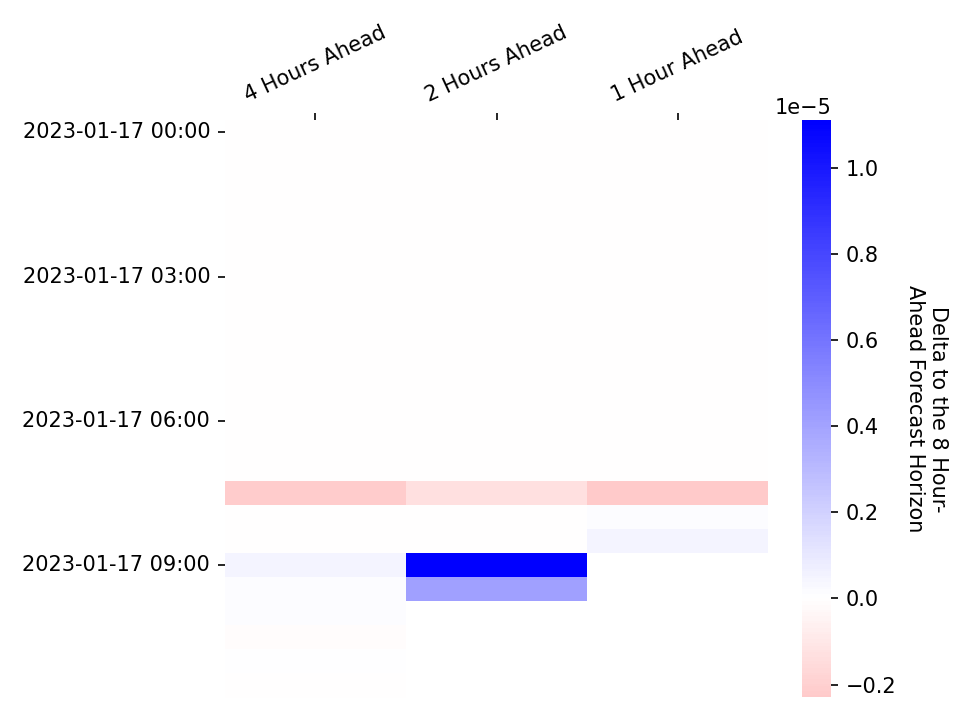 4 Hours Ahead
2 Hours Ahead
1 Hour Ahead
1e−5
2023-01-17 00:00
2023-01-17 03:00
2023-01-17 06:00
2023-01-17 09:00
1.0
0.8
0.6
0.4
0.2
0.0
−0.2
Delta to the 8 Hour-
Ahead Forecast Horizon